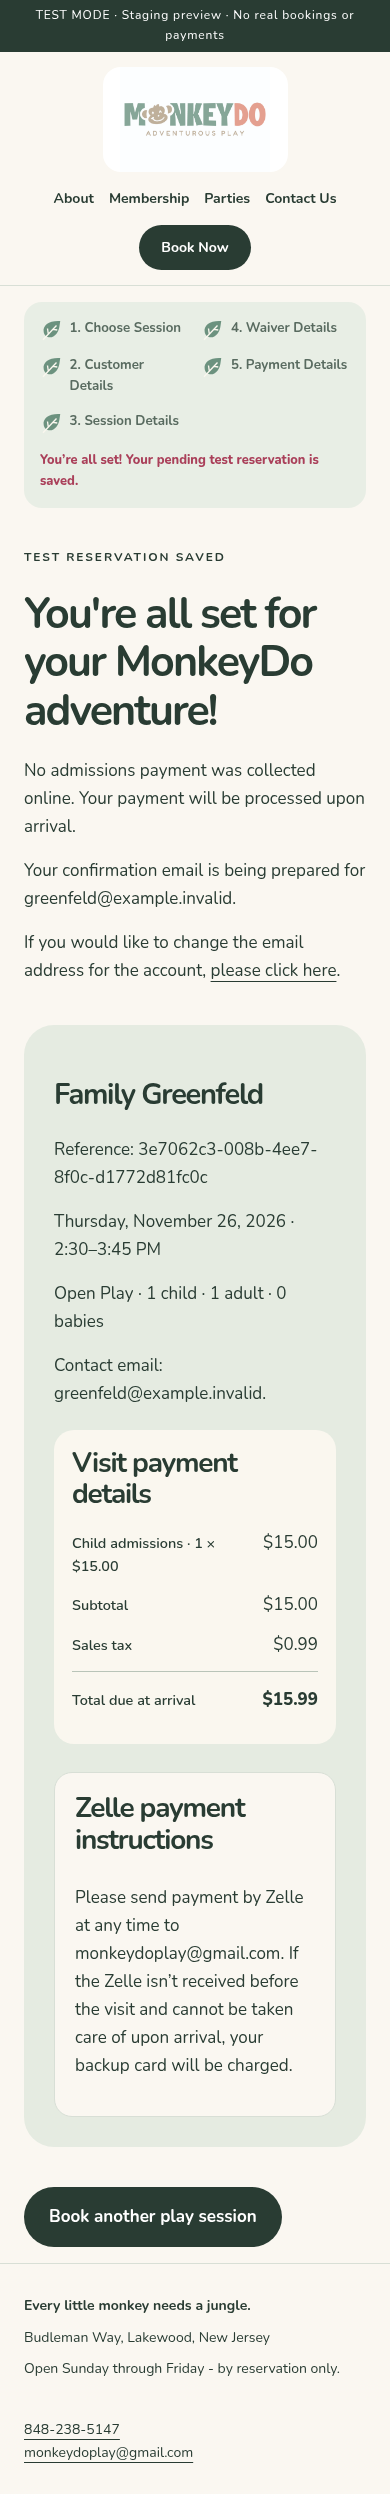 TEST MODE · Staging preview · No real bookings or
payments
MONKEYDO
ADVENTUROUS PLAY
About Membership Parties Contact Us
Book Now
1. Choose Session
2. Customer
Details
3. Session Details
4. Waiver Details
5. Payment Details
You’re all set! Your pending test reservation is
saved.
TEST RESERVATION SAVED
You're all set for
your MonkeyDo
adventure!
No admissions payment was collected
online. Your payment will be processed upon
arrival.
Your confirmation email is being prepared for
greenfeld@example.invalid.
If you would like to change the email
address for the account, please click here.
Family Greenfeld
Reference: 3e7062c3-008b-4ee7-
8f0c-d1772d81fc0c
Thursday, November 26, 2026 ·
2:30–3:45 PM
Open Play · 1 child · 1 adult · 0
babies
Contact email:
greenfeld@example.invalid.
Visit payment
details
Child admissions · 1 × $15.00
$15.00
Subtotal $15.00
Sales tax $0.99
Total due at arrival $15.99
Zelle payment
instructions
Please send payment by Zelle
at any time to
monkeydoplay@gmail.com. If
the Zelle isn’t received before
the visit and cannot be taken
care of upon arrival, your
backup card will be charged.
Book another play session
Every little monkey needs a jungle.
Budleman Way, Lakewood, New Jersey
Open Sunday through Friday - by reservation only.
848-238-5147
monkeydoplay@gmail.com